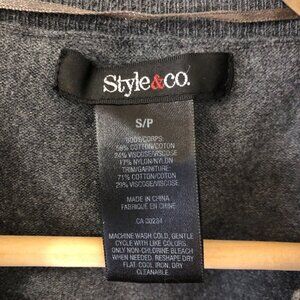 Style&co.
S/P
BODY/CORPS:
59% COTTON/COTON
24% VISCOSE/VISCOSE
17% NYLON/NYLON
TRIM/GARNITURE:
71% COTTON/COTON
29% VISCOSE/VISCOSE
MADE IN CHINA
FABRIQUÉ EN CHINE
CA 30234
MACHINE WASH COLD, GENTLE
CYCLE WITH LIKE COLORS.
ONLY NON-CHLORINE BLEACH
WHEN NEEDED. RESHAPE DRY
FLAT. COOL IRON. DRY
CLEANABLE